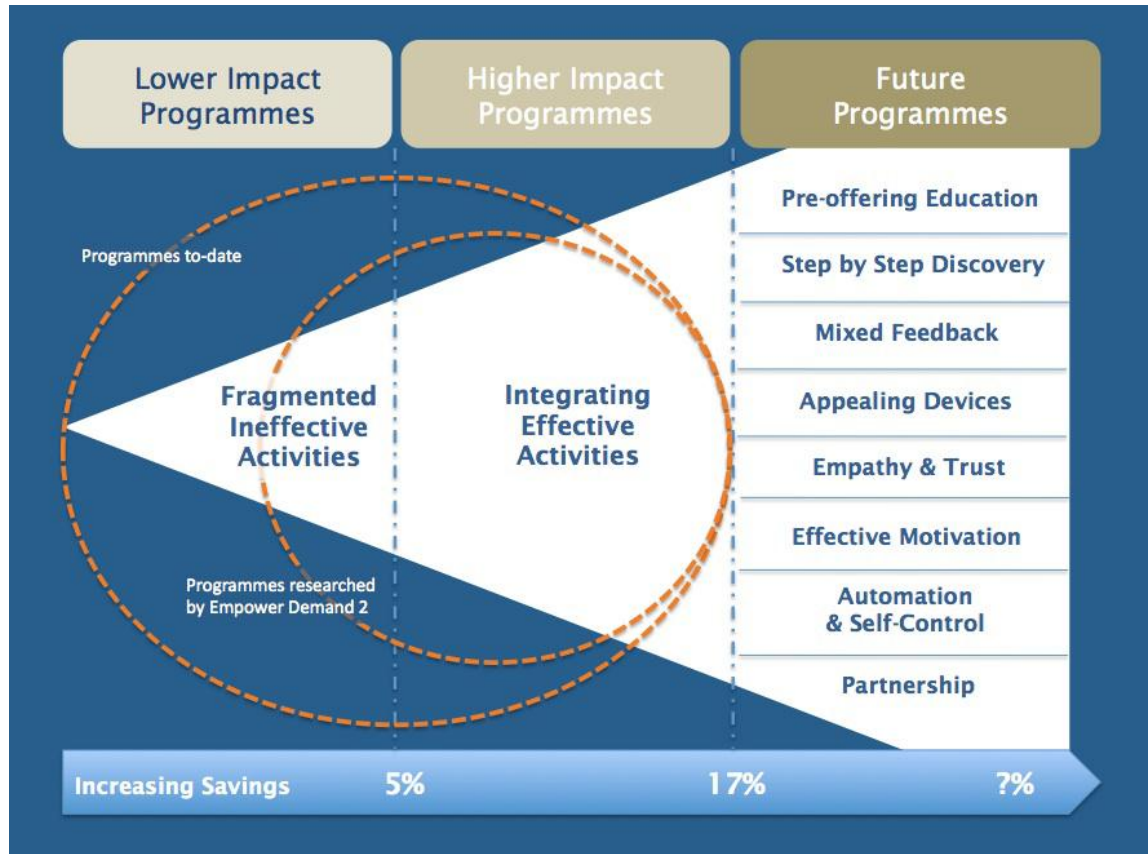 Lower Impact
Programmes
Higher Impact
Programmes
Future
Programmes
Programmes to-date
Fragmented
Ineffective
Activities
Programmes researched
by Empower Demand 2
Integrating
Effective
Activities
Pre-offering Education
Step by Step Discovery
Mixed Feedback
Appealing Devices
Empathy & Trust
Effective Motivation
Automation
& Self-Control
Partnership
Increasing Savings
5%
17%
?%